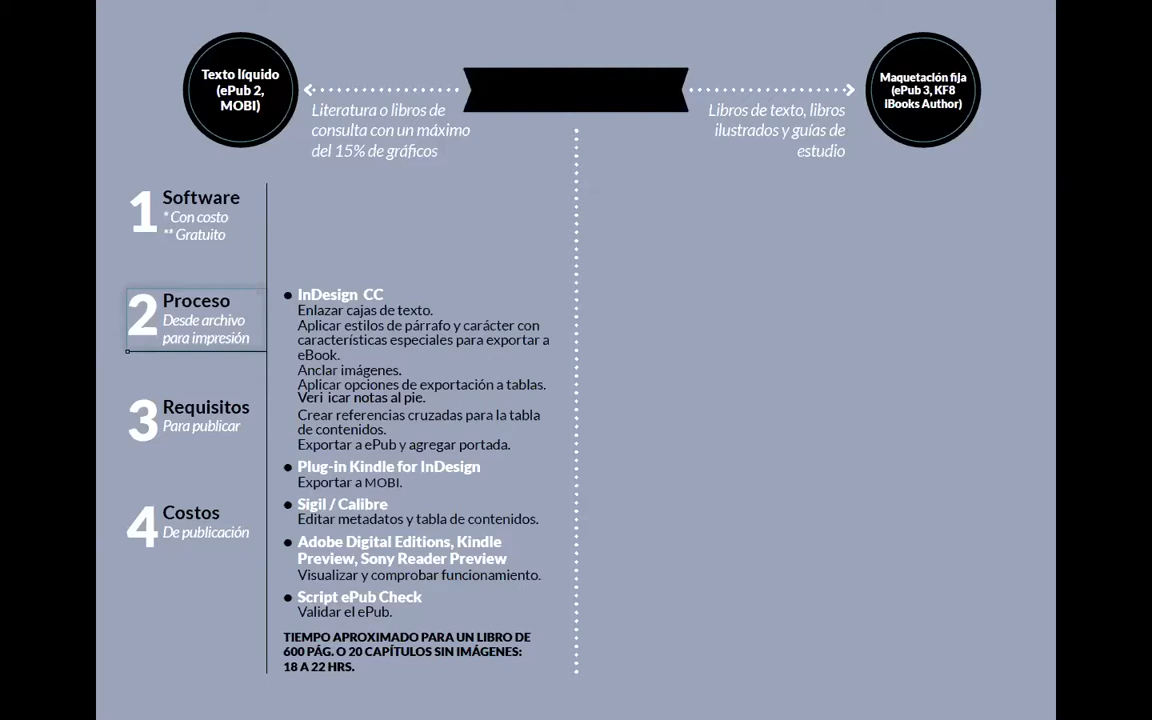 Texto líquido
(ePub 2,
MOBI)
Literatura o libros de
consulta con un máximo
del 15% de gráficos
Libros de texto, libros
ilustrados y guías de
estudio
Maquetación fija
(ePub 3, KF8
iBooks Author)
1 Software
* Con costo
** Gratuito
2 Proceso
Desde archivo
para impresión
3 Requisitos
Para publicar
4 Costos
De publicación
● InDesign CC
Enlazar cajas de texto.
Aplicar estilos de párrafo y carácter con
características especiales para exportar a
eBook.
Anclar imágenes.
Aplicar opciones de exportación a tablas.
Veri icar notas al pie.
Crear referencias cruzadas para la tabla
de contenidos.
Exportar a ePub y agregar portada.
● Plug-in Kindle for InDesign
Exportar a MOBI.
● Sigil / Calibre
Editar metadatos y tabla de contenidos.
● Adobe Digital Editions, Kindle
Preview, Sony Reader Preview
Visualizar y comprobar funcionamiento.
● Script ePub Check
Validar el ePub.
TIEMPO APROXIMADO PARA UN LIBRO DE
600 PÁG. O 20 CAPÍTULOS SIN IMÁGENES:
18 A 22 HRS.